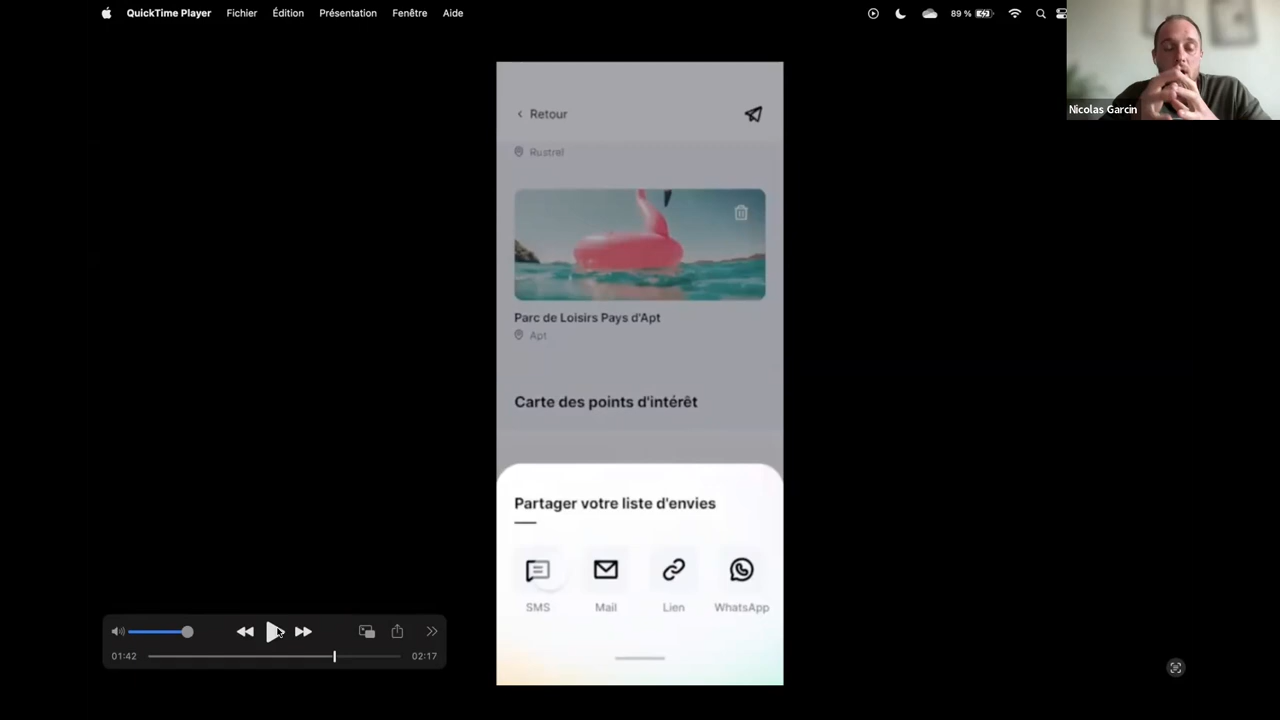 QuickTime Player Fichier Édition Présentation Fenêtre Aide 89 %
Nicolas Garcin
Retour
Rustrel
Parc de Loisirs Pays d'Apt
Apt
Carte des points d'intérêt
Partager votre liste d'envies
SMS Mail Lien WhatsApp
01:42 02:17